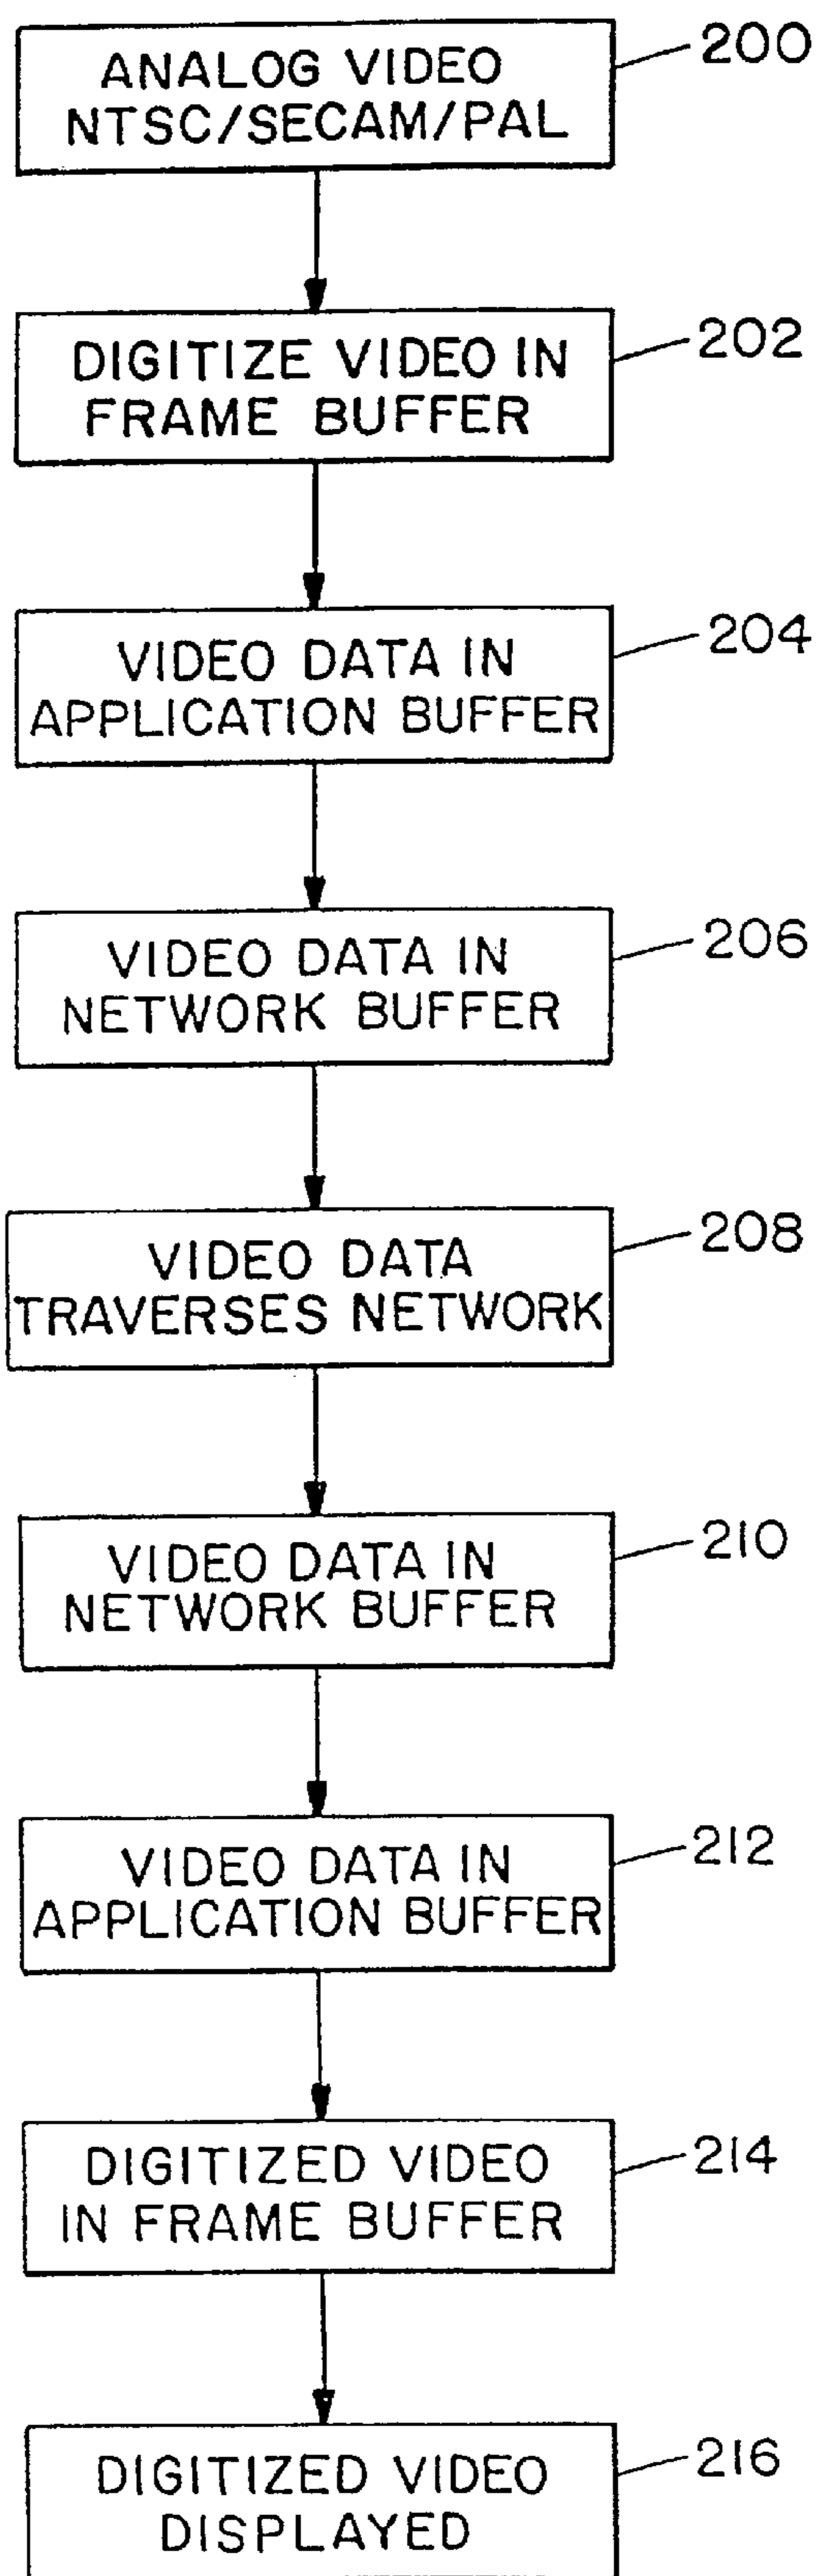 ANALOG VIDEO
NTSC/SECAM/PAL
200
DIGITIZE VIDEO IN
FRAME BUFFER
202
VIDEO DATA IN
APPLICATION BUFFER
204
VIDEO DATA IN
NETWORK BUFFER
206
VIDEO DATA
TRAVERSES NETWORK
208
VIDEO DATA IN
NETWORK BUFFER
210
VIDEO DATA IN
APPLICATION BUFFER
212
DIGITIZED VIDEO
IN FRAME BUFFER
214
DIGITIZED VIDEO
DISPLAYED
216